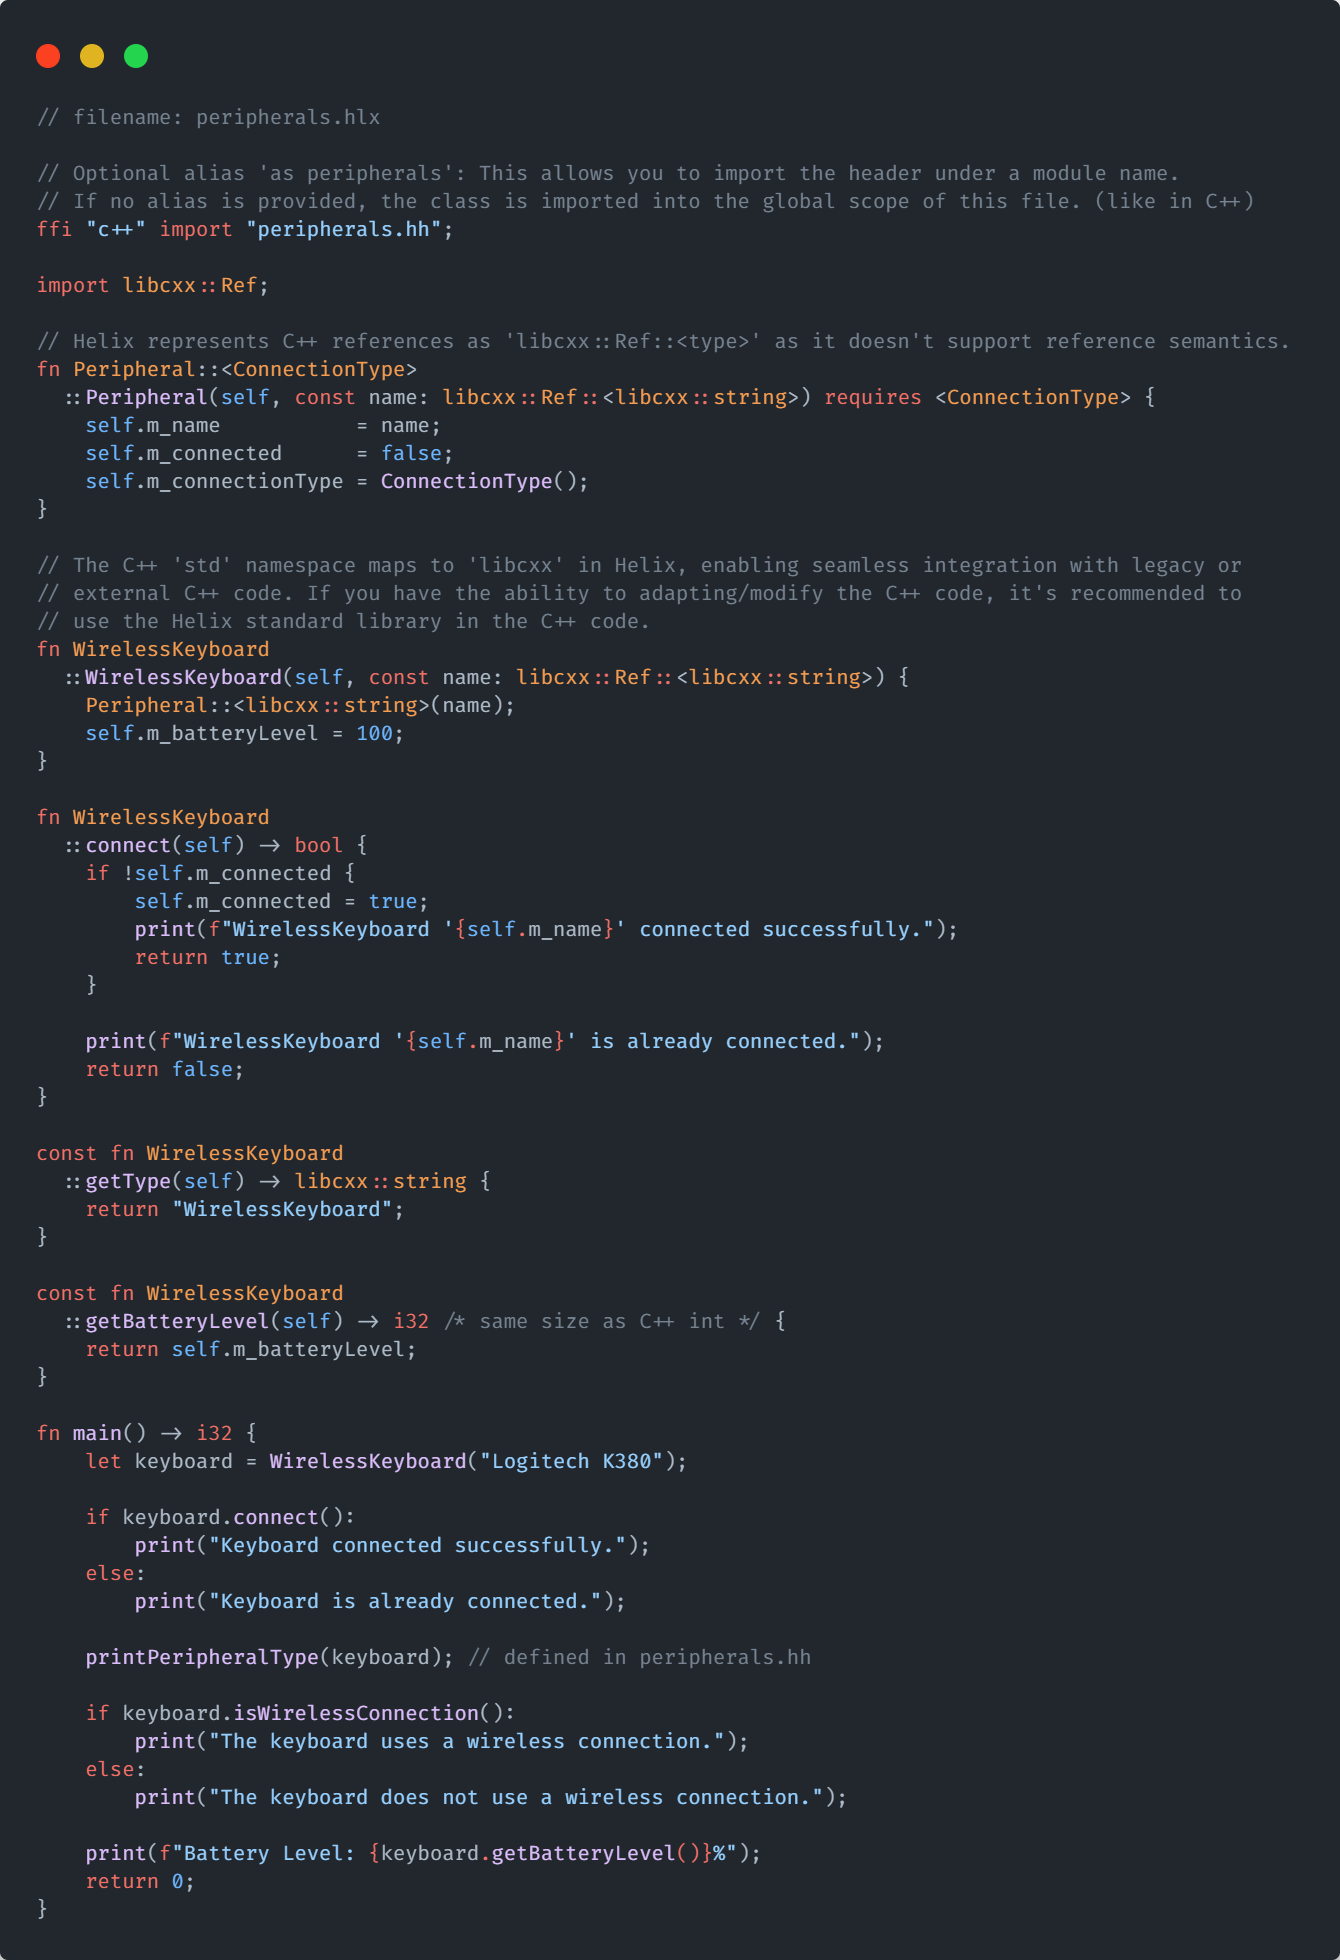 // filename: peripherals.hlx
// Optional alias 'as peripherals': This allows you to import the header under a module name.
// If no alias is provided, the class is imported into the global scope of this file. (like in C++)
ffi "c++" import "peripherals.hh";
import libcxx::Ref;
// Helix represents C++ references as 'libcxx::Ref::<type>' as it doesn't support reference semantics.
fn Peripheral::<ConnectionType>
  ::Peripheral(self, const name: libcxx::Ref::<libcxx::string>) requires <ConnectionType> {
    self.m_name           = name;
    self.m_connected      = false;
    self.m_connectionType = ConnectionType();
}
// The C++ 'std' namespace maps to 'libcxx' in Helix, enabling seamless integration with legacy or
// external C++ code. If you have the ability to adapting/modify the C++ code, it's recommended to
// use the Helix standard library in the C++ code.
fn WirelessKeyboard
  ::WirelessKeyboard(self, const name: libcxx::Ref::<libcxx::string>) {
    Peripheral::<libcxx::string>(name);
    self.m_batteryLevel = 100;
}
fn WirelessKeyboard
  ::connect(self) -> bool {
    if !self.m_connected {
        self.m_connected = true;
        print(f"WirelessKeyboard '{self.m_name}' connected successfully.");
        return true;
    }
    print(f"WirelessKeyboard '{self.m_name}' is already connected.");
    return false;
}
const fn WirelessKeyboard
  ::getType(self) -> libcxx::string {
    return "WirelessKeyboard";
}
const fn WirelessKeyboard
  ::getBatteryLevel(self) -> i32 /* same size as C++ int */ {
    return self.m_batteryLevel;
}
fn main() -> i32 {
    let keyboard = WirelessKeyboard("Logitech K380");
    if keyboard.connect():
        print("Keyboard connected successfully.");
    else:
        print("Keyboard is already connected.");
    printPeripheralType(keyboard); // defined in peripherals.hh
    if keyboard.isWirelessConnection():
        print("The keyboard uses a wireless connection.");
    else:
        print("The keyboard does not use a wireless connection.");
    print(f"Battery Level: {keyboard.getBatteryLevel()}%");
    return 0;
}